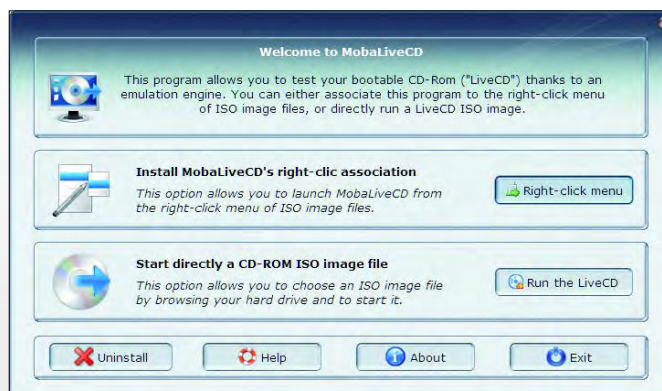 Welcome to MobaLiveCD
This program allows you to test your bootable CD-Rom ("LiveCD") thanks to an
emulation engine. You can either associate this program to the right-click menu
of ISO image files, or directly run a LiveCD ISO image.
Install MobaLiveCD's right-clic association
This option allows you to launch MobaLiveCD from
the right-click menu of ISO image files.
Right-click menu
Start directly a CD-ROM ISO image file
This option allows you to choose an ISO image file
by browsing your hard drive and to start it.
Run the LiveCD
Uninstall
Help
About
Exit